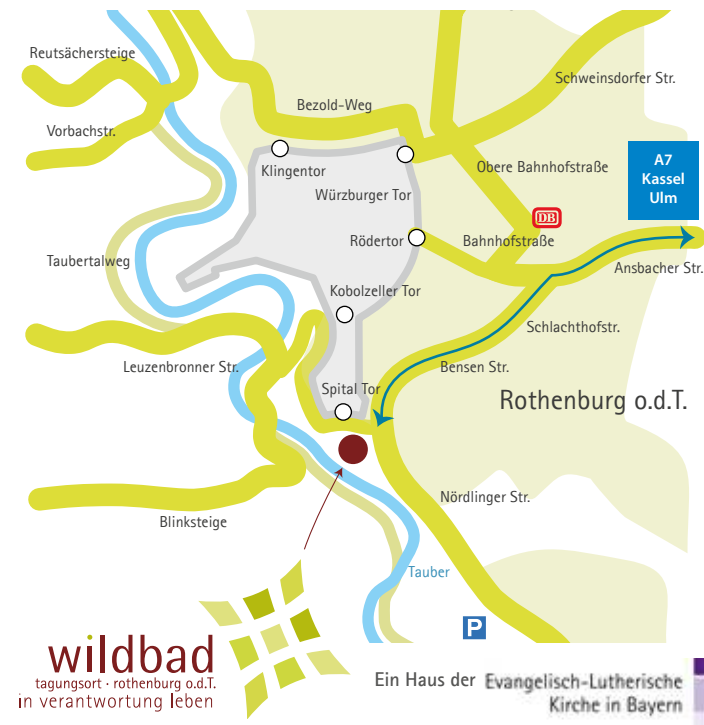 Reutsächersteige
Schweinsdorfer Str.
Bezold-Weg
Vorbachstr.
Klingentor
Obere Bahnhofstraße
A7
Kassel
Ulm
Würzburger Tor
DB
Rödertor
Bahnhofstraße
Taubertalweg
Ansbacher Str.
Kobolzeller Tor
Schlachthofstr.
Leuzenbronner Str.
Bensen Str.
Spital Tor
Rothenburg o.d.T.
Nördlinger Str.
Blinksteige
Tauber
P
wildbad
tagungsort · rothenburg o.d.T.
in verantwortung leben
Ein Haus der Evangelisch-Lutherische
Kirche in Bayern